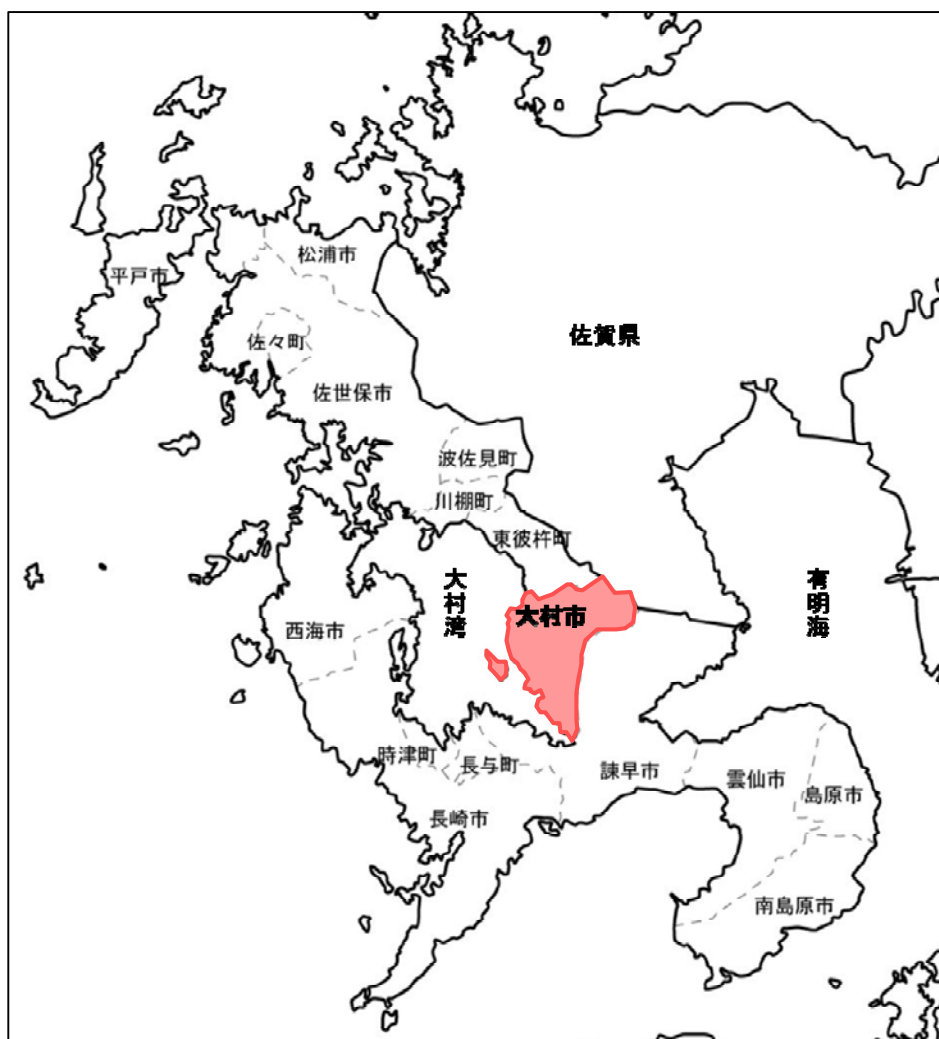 松浦市
平戸市
佐賀県
佐々町
佐世保市
波佐見町
川棚町
東彼杵町
大村湾
有明海
大村市
西海市
時津町
長与町
諫早市
雲仙市
島原市
長崎市
南島原市